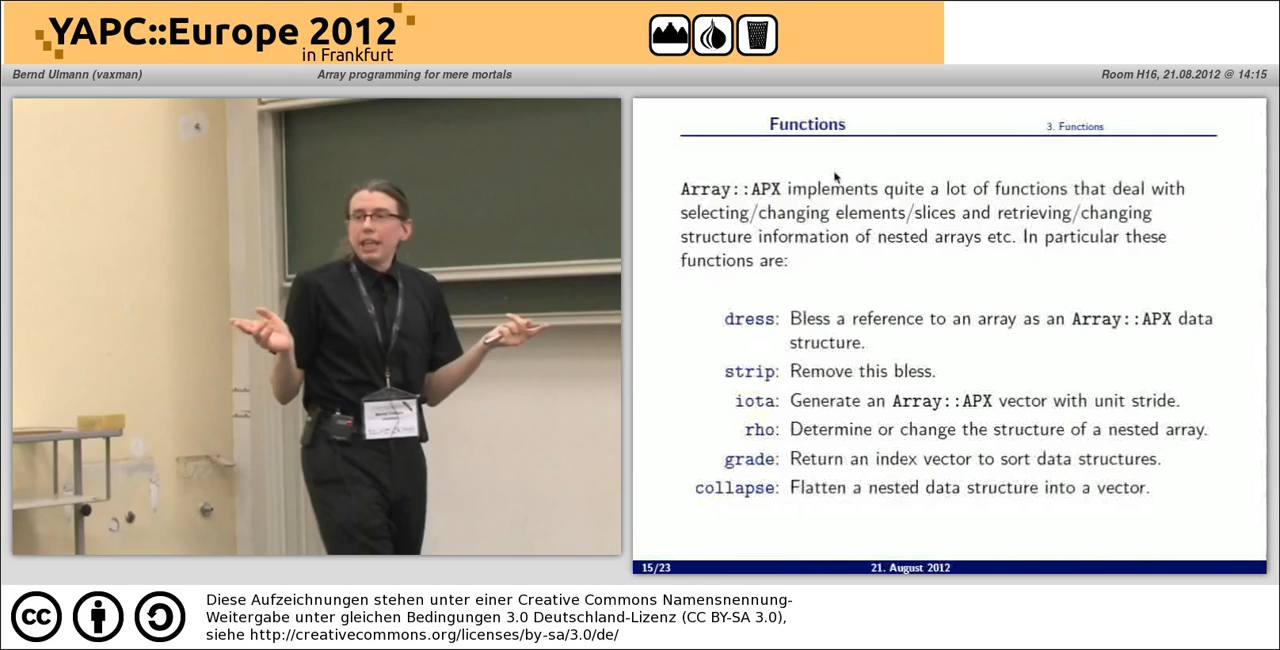 YAPC::Europe 2012
in Frankfurt
Bernd Ulmann (vaxman)
Array programming for mere mortals
Room H16, 21.08.2012 @ 14:15
Functions
3. Functions
Array::APX implements quite a lot of functions that deal with
selecting/changing elements/slices and retrieving/changing
structure information of nested arrays etc. In particular these
functions are:
dress: Bless a reference to an array as an Array::APX data
structure.
strip: Remove this bless.
iota: Generate an Array::APX vector with unit stride.
rho: Determine or change the structure of a nested array.
grade: Return an index vector to sort data structures.
collapse: Flatten a nested data structure into a vector.
15/23
21. August 2012
cc
Diese Aufzeichnungen stehen unter einer Creative Commons Namensnennung-
Weitergabe unter gleichen Bedingungen 3.0 Deutschland-Lizenz (CC BY-SA 3.0),
siehe http://creativecommons.org/licenses/by-sa/3.0/de/